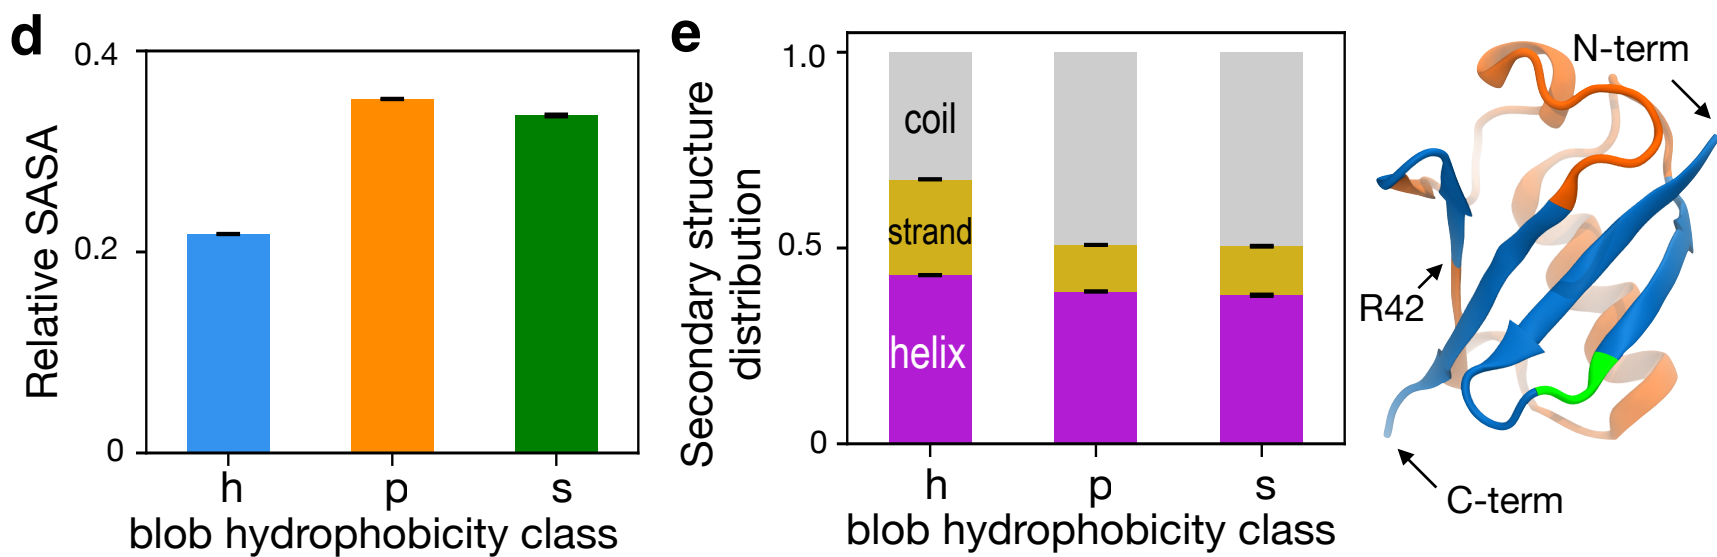 d
0.4
0.2
0
Relative SASA
h p s
blob hydrophobicity class
e
1.0
0.5
0
Secondary structure
distribution
coil
strand
helix
h p s
blob hydrophobicity class
N-term
R42
C-term